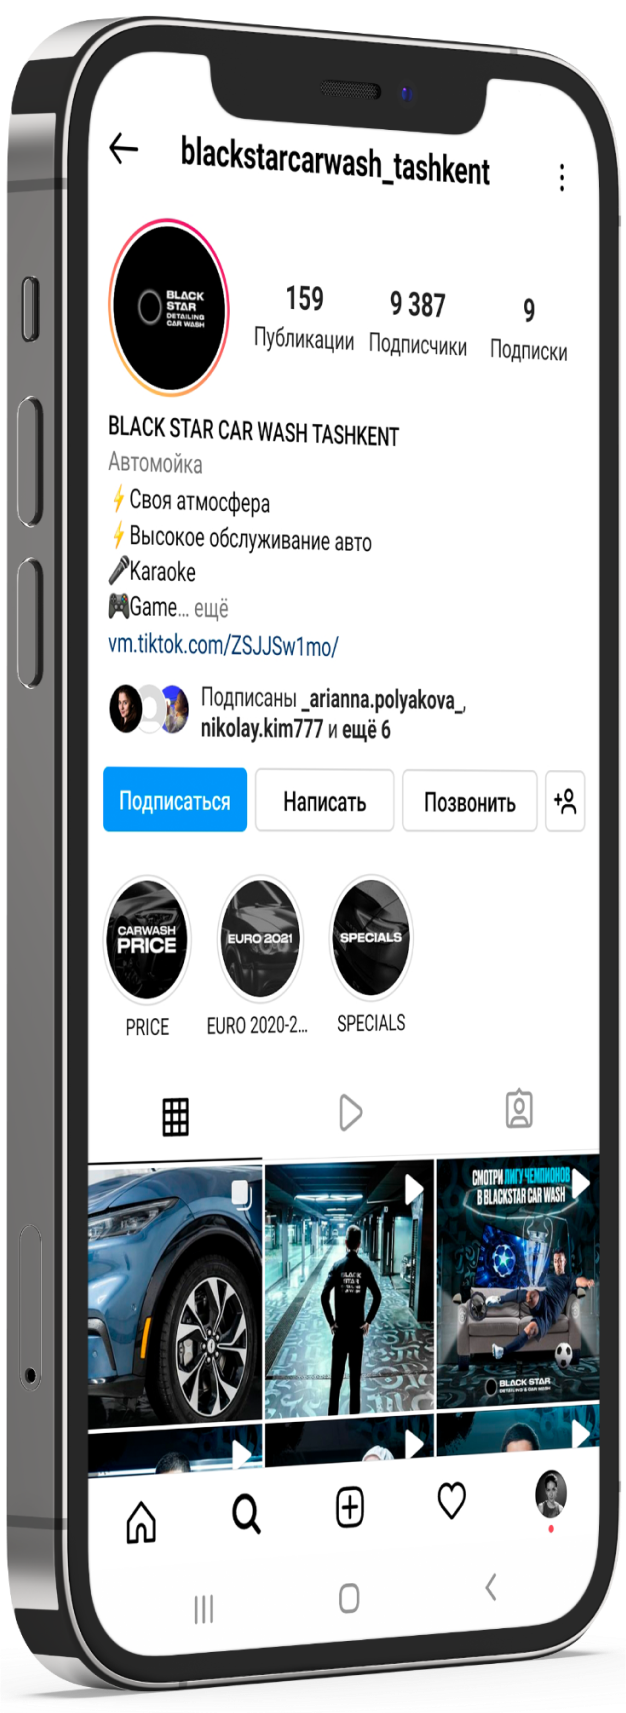 blackstarcarwash_tashkent
BLACK
STAR
DETAILING
CAR WASH
159
9 387
9
Публикации
Подписчики
Подписки
BLACK STAR CAR WASH TASHKENT
Автомойка
⚡Своя атмосфера
⚡Высокое обслуживание авто
🎤Karaoke
🎮Game... ещё
vm.tiktok.com/ZSJJSw1mo/
Подписаны _arianna.polyakova_,
nikolay.kim777 и ещё 6
Подписаться
Написать
Позвонить
CARWASH
PRICE
EURO 2021
SPECIALS
PRICE
EURO 2020-2...
SPECIALS
BLACK
STAR
DETAILING
СМОТРИ ЛИГУ ЧЕМПИОНОВ
В BLACKSTAR CAR WASH
BLACK STAR
DETAILING & CAR WASH